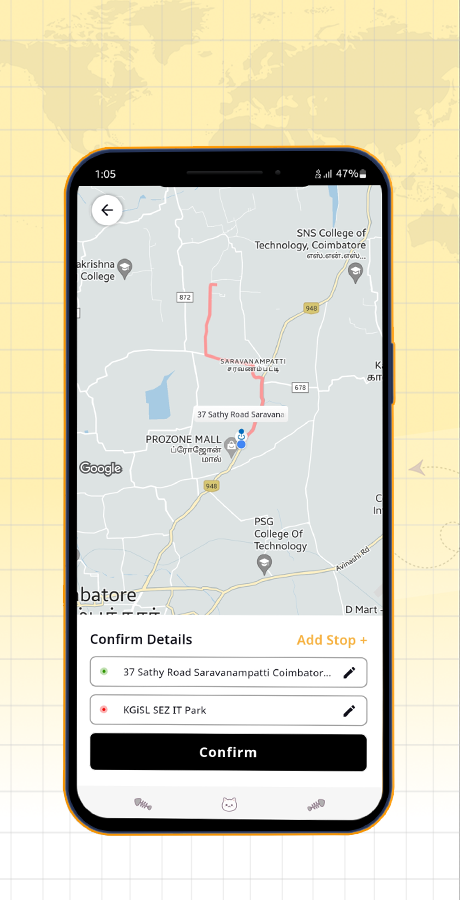 1:05
47%
SNS College of
Technology, Coimbatore
எஸ்.என்.எஸ்...
akrishna
College
872
948
SARAVANAMPATTI
சரவணம்பட்டி
678
37 Sathy Road Saravana
PROZONE MALL
ப்ரோஜோன்
மால்
Google
948
PSG
College Of
Technology
Avinashi Rd
D Mart -
Confirm Details
Add Stop +
37 Sathy Road Saravanampatti Coimbator...
KGiSL SEZ IT Park
Confirm